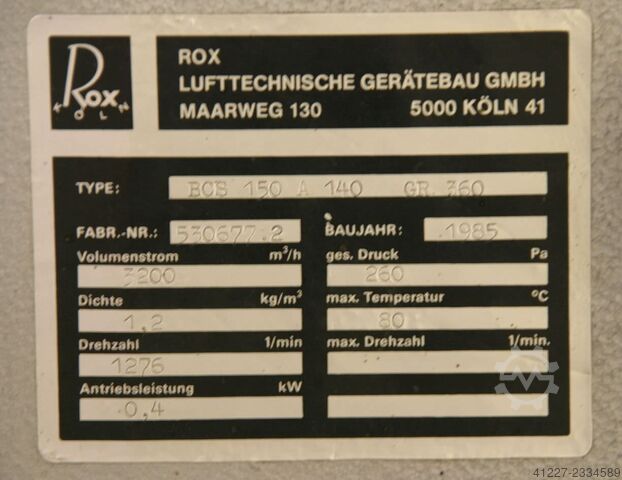 Rox
OL
ROX
LUFTTECHNISCHE GERÄTEBAU GMBH
MAARWEG 130 5000 KÖLN 41
TYPE: BCB 150 A 140 GR. 360
FABR.-NR.: 530677.2 BAUJAHR: 1985
Volumenstrom m³/h ges. Druck Pa
3200 260
Dichte kg/m³ max. Temperatur °C
1,2 80
Drehzahl 1/min max. Drehzahl 1/min
1276
Antriebsleistung kW
0,4
41227-2334589